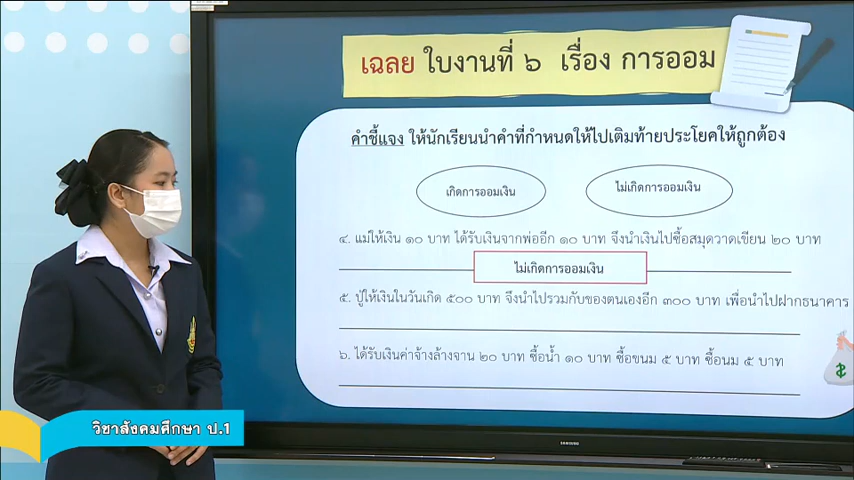 เฉลย ใบงานที่ ๖ เรื่อง การออม
คำชี้แจง ให้นักเรียนนำคำที่กำหนดให้ไปเติมท้ายประโยคให้ถูกต้อง
เกิดการออมเงิน
ไม่เกิดการออมเงิน
๔. แม่ให้เงิน ๑๐ บาท ได้รับเงินจากพ่ออีก ๑๐ บาท จึงนำเงินไปซื้อสมุดวาดเขียน ๒๐ บาท
ไม่เกิดการออมเงิน
๕. ปู่ให้เงินในวันเกิด ๕๐๐ บาท จึงนำไปรวมกับของตนเองอีก ๓๐๐ บาท เพื่อนำไปฝากธนาคาร
๖. ได้รับเงินค่าจ้างล้างจาน ๒๐ บาท ซื้อน้ำ ๑๐ บาท ซื้อขนม ๕ บาท ซื้อนม ๕ บาท
$
วิชาสังคมศึกษา ป.1
SAMSUNG